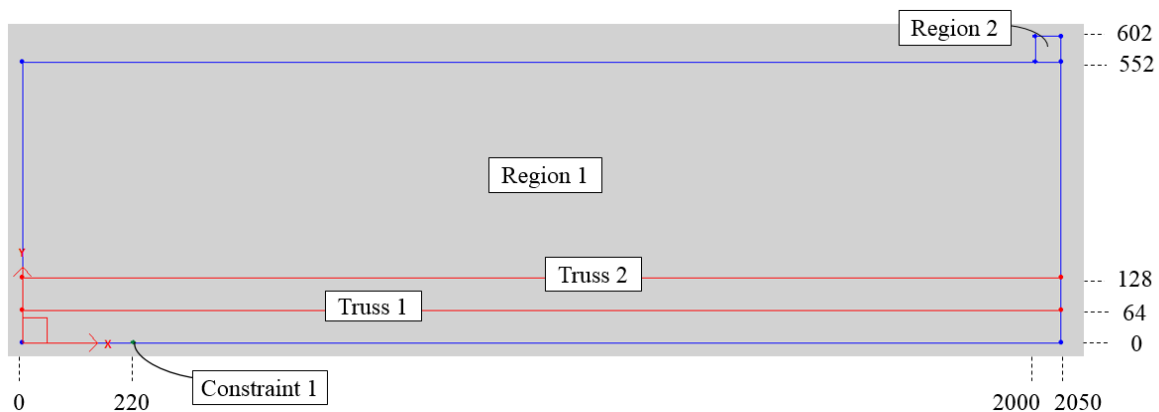 Region 2
602
552
Region 1
Y
Truss 2
128
Truss 1
64
X
0
Constraint 1
0
220
2000
2050